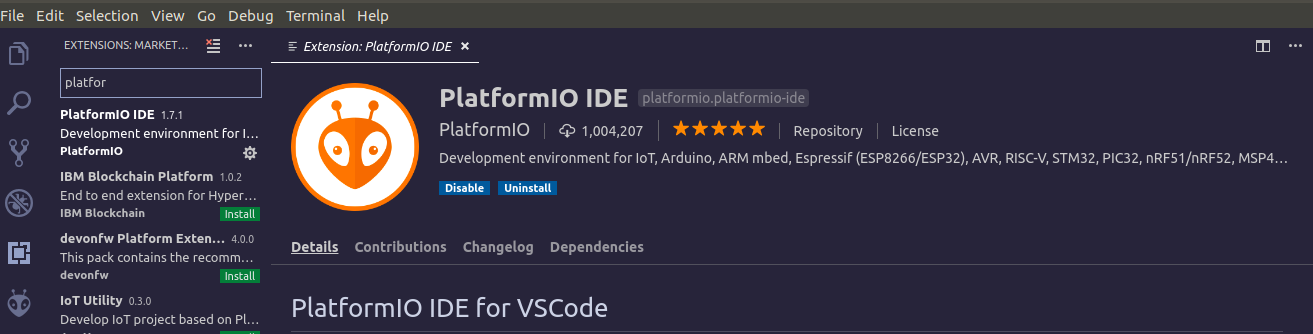 File Edit Selection View Go Debug Terminal Help
EXTENSIONS: MARKET...
platfor
PlatformIO IDE 1.7.1
Development environment for I...
PlatformIO
IBM Blockchain Platform 1.0.2
End to end extension for Hyper...
IBM Blockchain Install
devonfw Platform Exten... 4.0.0
This pack contains the recomm...
devonfw Install
IoT Utility 0.3.0
Develop IoT project based on Pl...
Extension: PlatformIO IDE
PlatformIO IDE platformio.platformio-ide
PlatformIO 1,004,207 Repository License
Development environment for IoT, Arduino, ARM mbed, Espressif (ESP8266/ESP32), AVR, RISC-V, STM32, PIC32, nRF51/nRF52, MSP4...
Disable Uninstall
Details Contributions Changelog Dependencies
PlatformIO IDE for VSCode